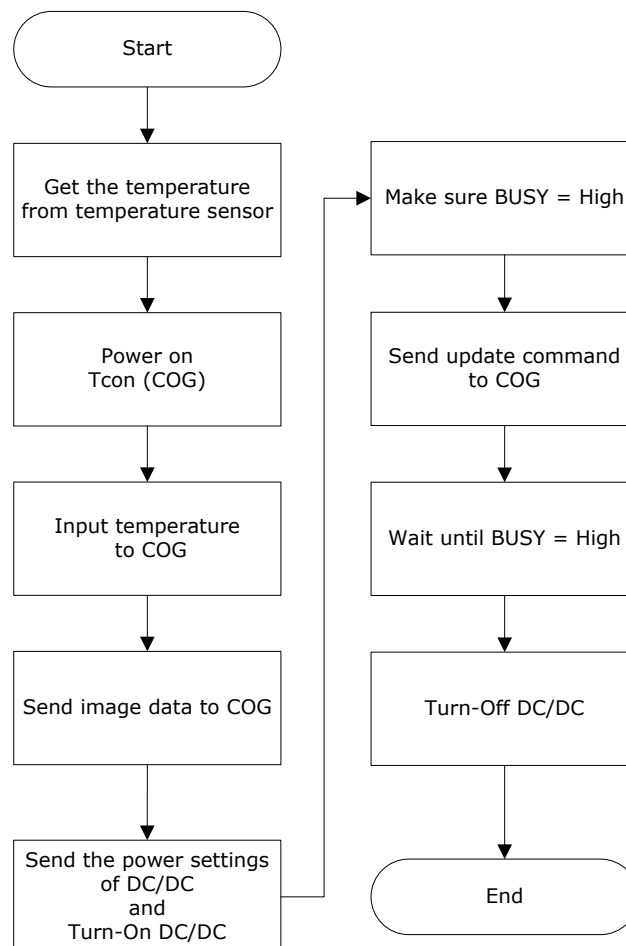 Start
Get the temperature
from temperature sensor
Power on
Tcon (COG)
Input temperature
to COG
Send image data to COG
Send the power settings
of DC/DC
and
Turn-On DC/DC
Make sure BUSY = High
Send update command
to COG
Wait until BUSY = High
Turn-Off DC/DC
End